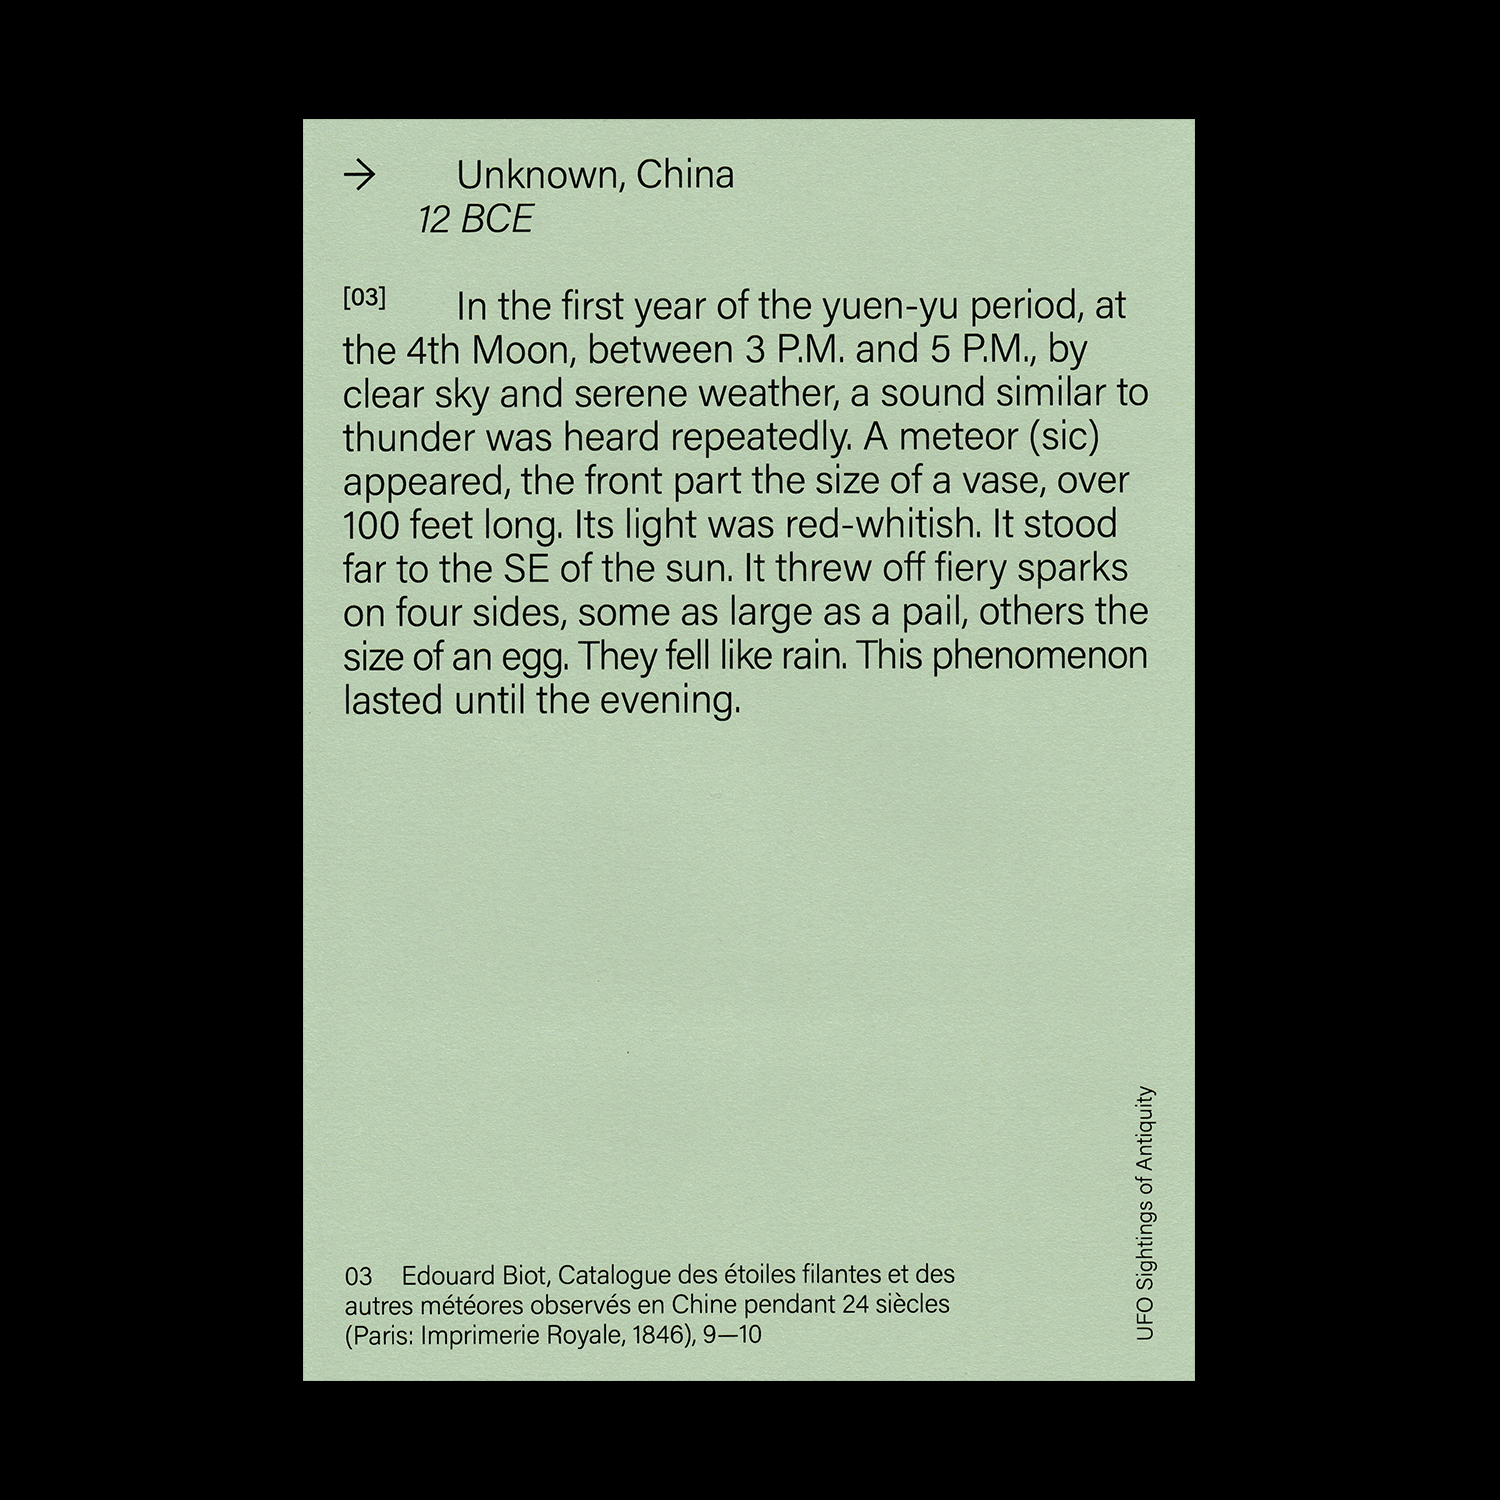 → Unknown, China
12 BCE
[03] In the first year of the yuen-yu period, at
the 4th Moon, between 3 P.M. and 5 P.M., by
clear sky and serene weather, a sound similar to
thunder was heard repeatedly. A meteor (sic)
appeared, the front part the size of a vase, over
100 feet long. Its light was red-whitish. It stood
far to the SE of the sun. It threw off fiery sparks
on four sides, some as large as a pail, others the
size of an egg. They fell like rain. This phenomenon
lasted until the evening.
03 Edouard Biot, Catalogue des étoiles filantes et des
autres météores observés en Chine pendant 24 siècles
(Paris: Imprimerie Royale, 1846), 9—10
UFO Sightings of Antiquity